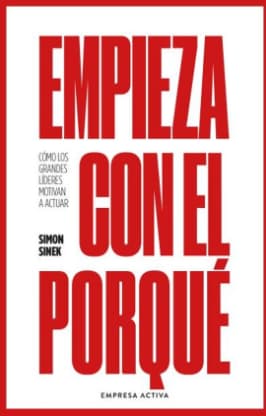 EMPIEZA
CÓMO LOS
GRANDES
LÍDERES
MOTIVAN
A ACTUAR
CON EL
SIMON
SINEK
PORQUÉ
EMPRESA ACTIVA